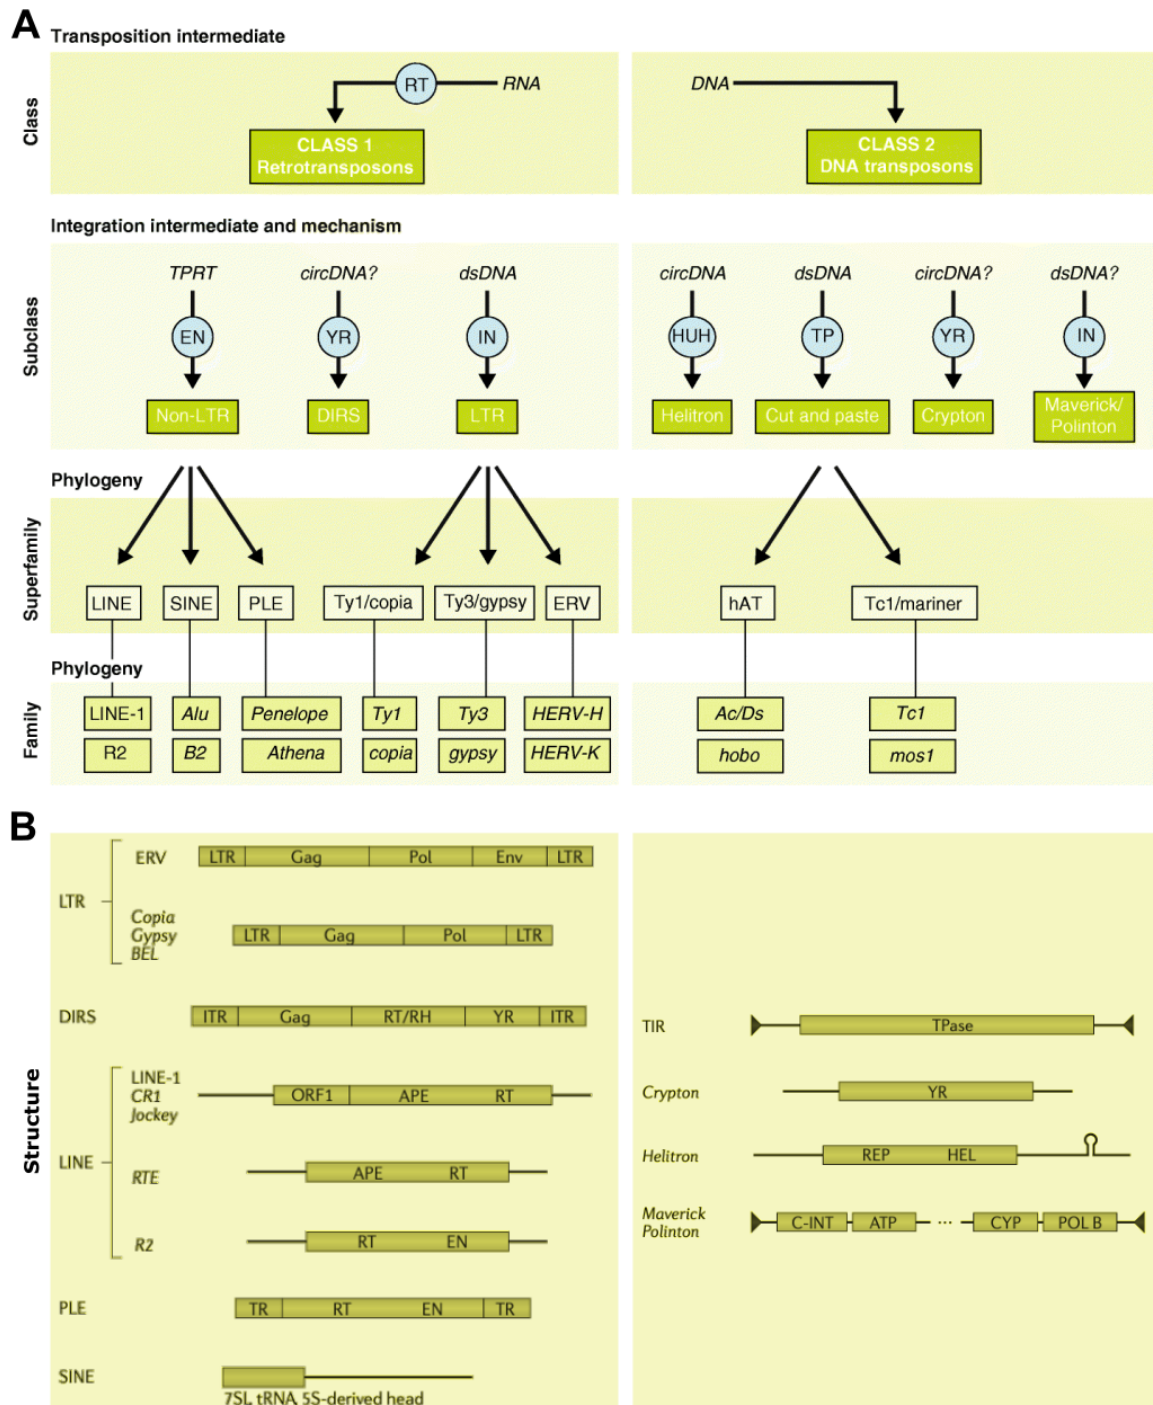 A
Transposition intermediate
Class
RT
RNA
CLASS 1
Retrotransposons
DNA
CLASS 2
DNA transposons
Integration intermediate and mechanism
Subclass
TPRT
circDNA?
dsDNA
circDNA
dsDNA
circDNA?
dsDNA?
EN
YR
IN
HUH
TP
YR
IN
Non-LTR
DIRS
LTR
Helitron
Cut and paste
Crypton
Maverick/
Polinton
Phylogeny
Superfamily
LINE
SINE
PLE
Ty1/copia
Ty3/gypsy
ERV
hAT
Tc1/mariner
Phylogeny
Family
LINE-1
Alu
Penelope
Ty1
Ty3
HERV-H
Ac/Ds
Tc1
R2
B2
Athena
copia
gypsy
HERV-K
hobo
mos1
B
Structure
LTR
ERV
LTR Gag Pol Env LTR
Copia
Gypsy
BEL
LTR Gag Pol LTR
DIRS
ITR Gag RT/RH YR ITR
LINE
LINE-1
CR1
Jockey
ORF1 APE RT
RTE
APE RT
R2
RT EN
PLE
TR RT EN TR
SINE
7SL, tRNA, 5S-derived head
TIR
TPase
Crypton
YR
Helitron
REP HEL
Maverick
Polinton
C-INT ATP ... CYP POL B